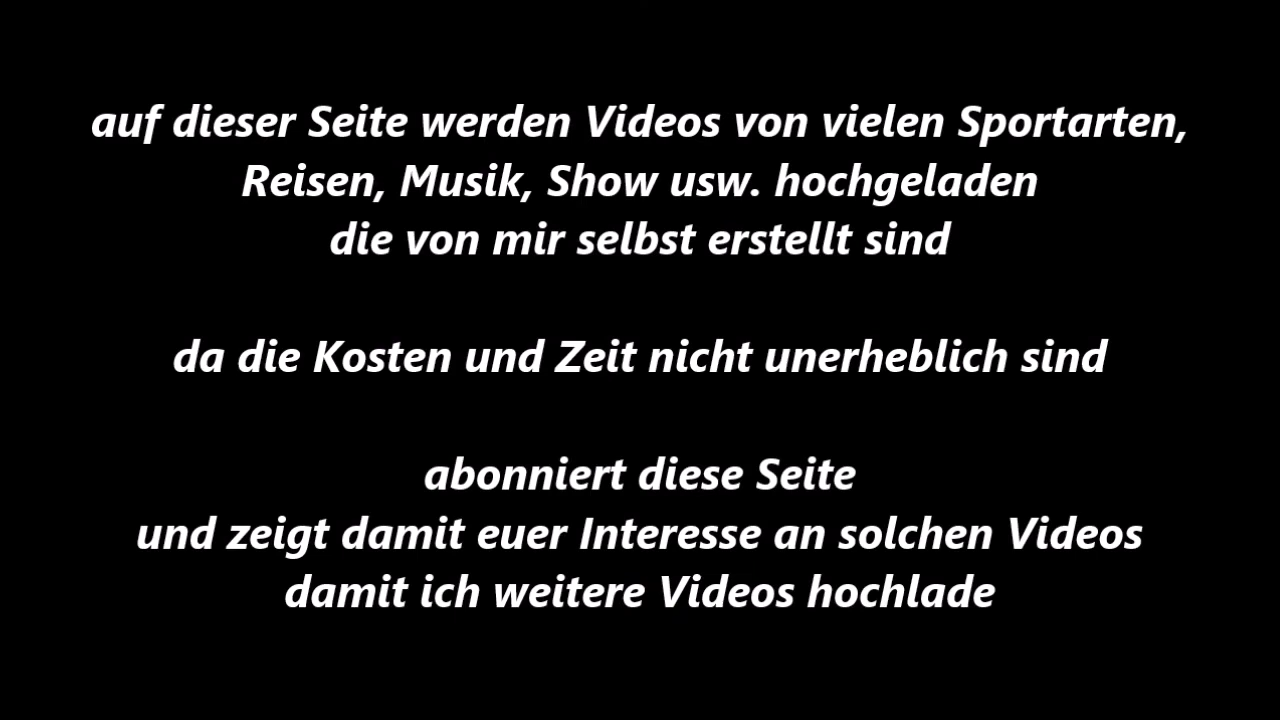 auf dieser Seite werden Videos von vielen Sportarten,
Reisen, Musik, Show usw. hochgeladen
die von mir selbst erstellt sind
da die Kosten und Zeit nicht unerheblich sind
abonniert diese Seite
und zeigt damit euer Interesse an solchen Videos
damit ich weitere Videos hochlade